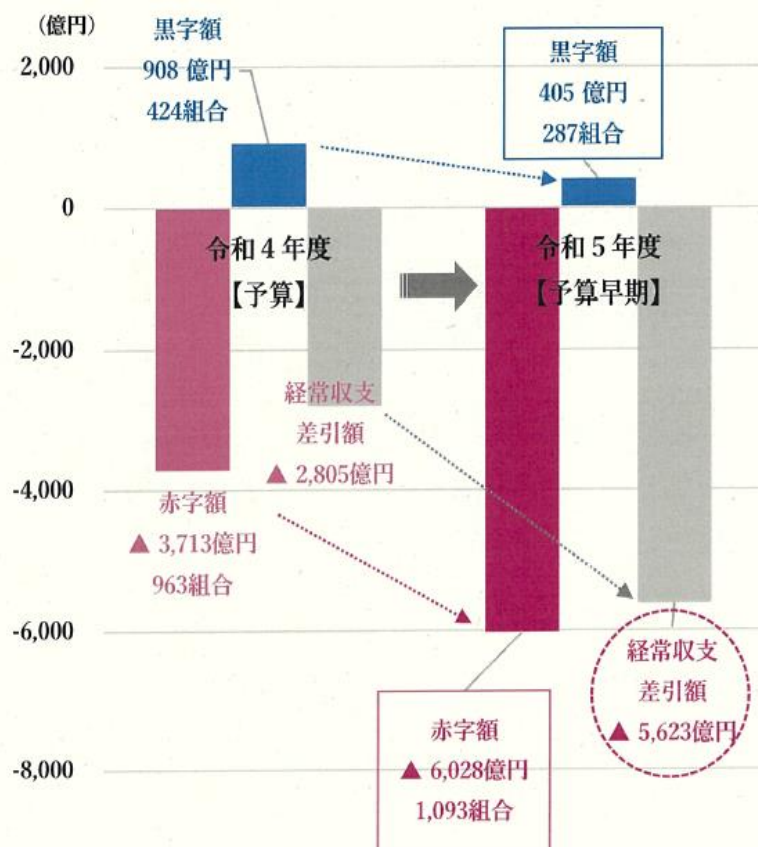 （億円）
2,000
0
-2,000
-4,000
-6,000
-8,000
黒字額
908 億円
424組合
令和 4 年度
【予算】
経常収支
差引額
▲ 2,805億円
赤字額
▲ 3,713億円
963組合
黒字額
405 億円
287組合
令和 5 年度
【予算早期】
赤字額
▲ 6,028億円
1,093組合
経常収支
差引額
▲ 5,623億円